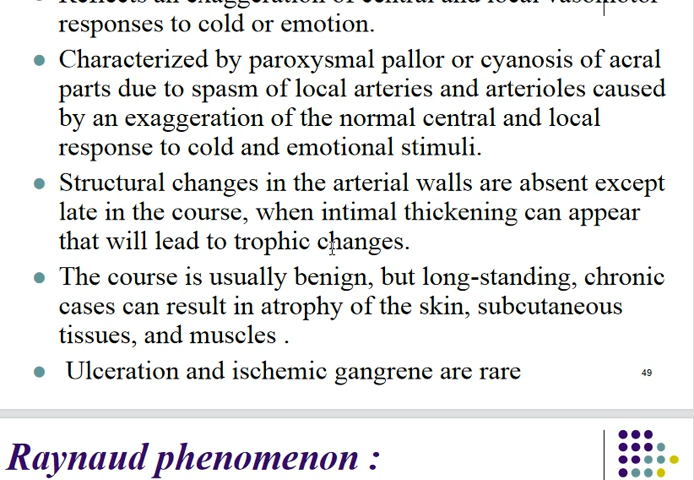 responses to cold or emotion.
Characterized by paroxysmal pallor or cyanosis of acral
parts due to spasm of local arteries and arterioles caused
by an exaggeration of the normal central and local
response to cold and emotional stimuli.
Structural changes in the arterial walls are absent except
late in the course, when intimal thickening can appear
that will lead to trophic changes.
The course is usually benign, but long-standing, chronic
cases can result in atrophy of the skin, subcutaneous
tissues, and muscles .
Ulceration and ischemic gangrene are rare
49
Raynaud phenomenon :